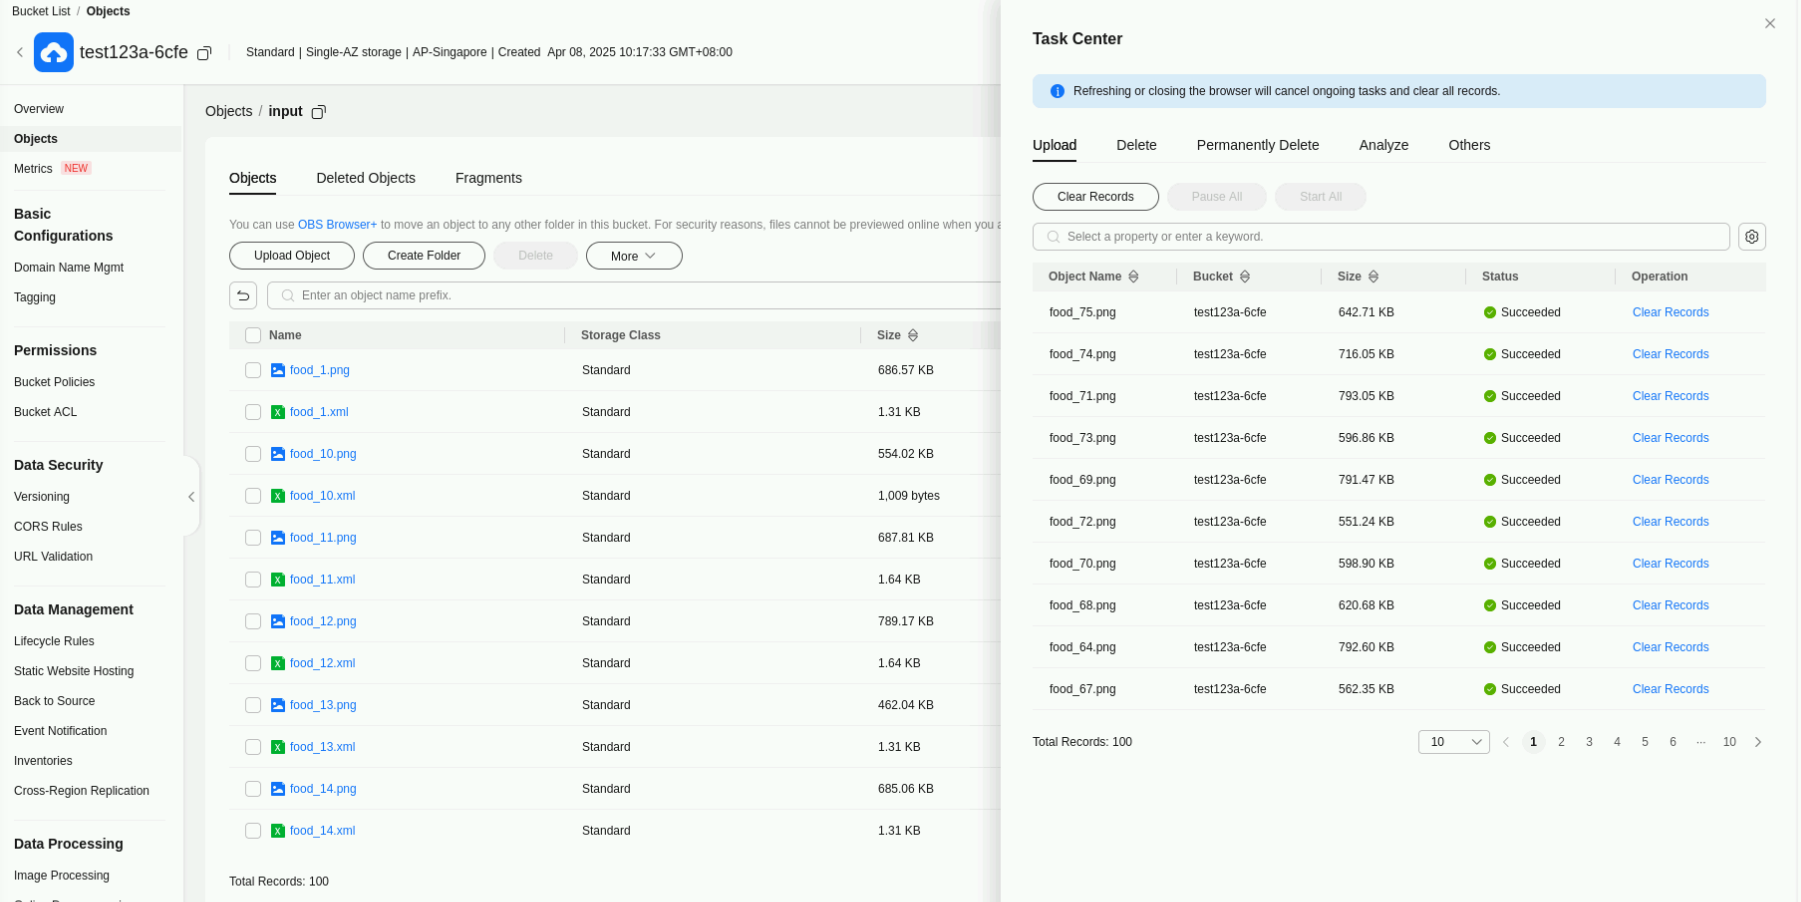 Bucket List / Objects
test123a-6cfe
Standard | Single-AZ storage | AP-Singapore | Created Apr 08, 2025 10:17:33 GMT+08:00
Overview
Objects
Metrics NEW
Basic
Configurations
Domain Name Mgmt
Tagging
Permissions
Bucket Policies
Bucket ACL
Data Security
Versioning
CORS Rules
URL Validation
Data Management
Lifecycle Rules
Static Website Hosting
Back to Source
Event Notification
Inventories
Cross-Region Replication
Data Processing
Image Processing
Objects / input
Objects Deleted Objects Fragments
You can use OBS Browser+ to move an object to any other folder in this bucket. For security reasons, files cannot be previewed online when you a
Upload Object Create Folder Delete More
Enter an object name prefix.
Name Storage Class Size
food_1.png Standard 686.57 KB
food_1.xml Standard 1.31 KB
food_10.png Standard 554.02 KB
food_10.xml Standard 1,009 bytes
food_11.png Standard 687.81 KB
food_11.xml Standard 1.64 KB
food_12.png Standard 789.17 KB
food_12.xml Standard 1.64 KB
food_13.png Standard 462.04 KB
food_13.xml Standard 1.31 KB
food_14.png Standard 685.06 KB
food_14.xml Standard 1.31 KB
Total Records: 100
Task Center
Refreshing or closing the browser will cancel ongoing tasks and clear all records.
Upload Delete Permanently Delete Analyze Others
Clear Records Pause All Start All
Select a property or enter a keyword.
Object Name Bucket Size Status Operation
food_75.png test123a-6cfe 642.71 KB Succeeded Clear Records
food_74.png test123a-6cfe 716.05 KB Succeeded Clear Records
food_71.png test123a-6cfe 793.05 KB Succeeded Clear Records
food_73.png test123a-6cfe 596.86 KB Succeeded Clear Records
food_69.png test123a-6cfe 791.47 KB Succeeded Clear Records
food_72.png test123a-6cfe 551.24 KB Succeeded Clear Records
food_70.png test123a-6cfe 598.90 KB Succeeded Clear Records
food_68.png test123a-6cfe 620.68 KB Succeeded Clear Records
food_64.png test123a-6cfe 792.60 KB Succeeded Clear Records
food_67.png test123a-6cfe 562.35 KB Succeeded Clear Records
Total Records: 100 10 1 2 3 4 5 6 ··· 10